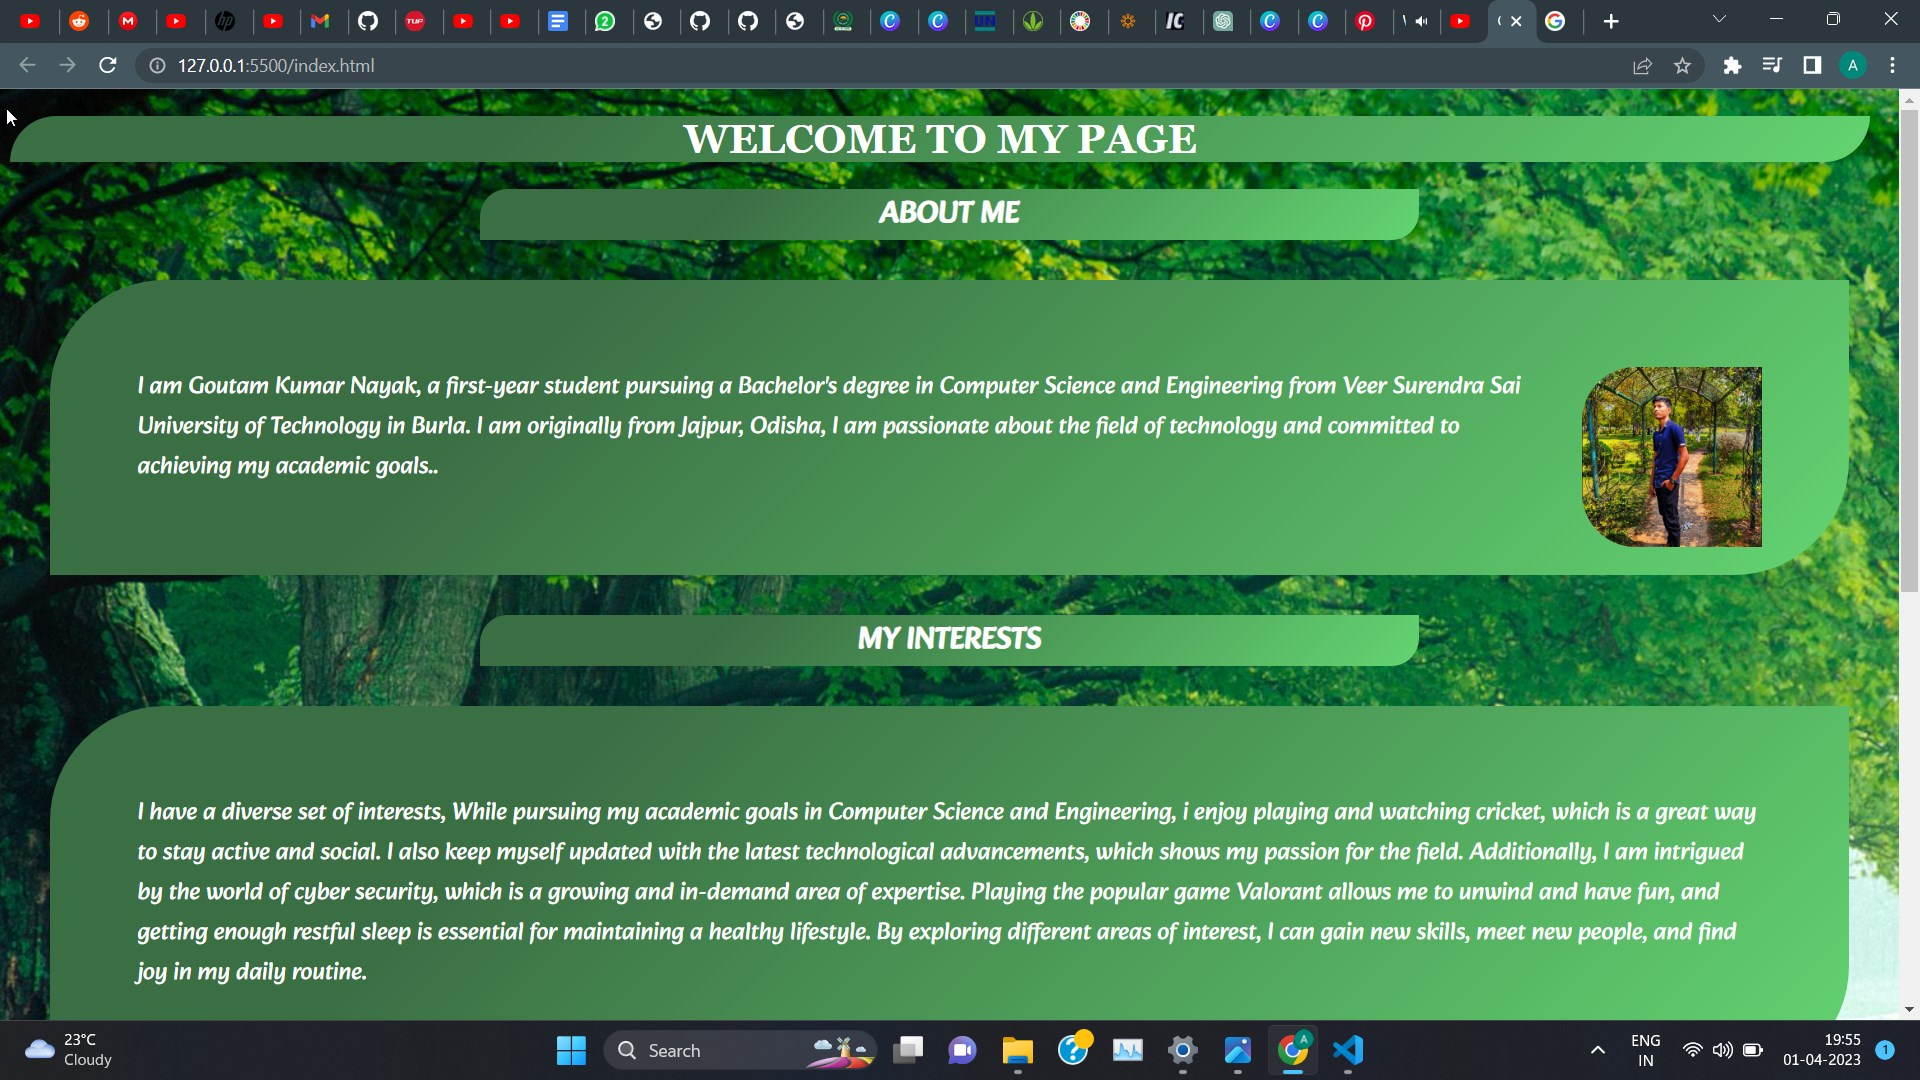 127.0.0.1:5500/index.html
A
WELCOME TO MY PAGE
ABOUT ME
I am Goutam Kumar Nayak, a first-year student pursuing a Bachelor's degree in Computer Science and Engineering from Veer Surendra Sai
University of Technology in Burla. I am originally from Jajpur, Odisha, I am passionate about the field of technology and committed to
achieving my academic goals..
MY INTERESTS
I have a diverse set of interests, While pursuing my academic goals in Computer Science and Engineering, i enjoy playing and watching cricket, which is a great way
to stay active and social. I also keep myself updated with the latest technological advancements, which shows my passion for the field. Additionally, I am intrigued
by the world of cyber security, which is a growing and in-demand area of expertise. Playing the popular game Valorant allows me to unwind and have fun, and
getting enough restful sleep is essential for maintaining a healthy lifestyle. By exploring different areas of interest, I can gain new skills, meet new people, and find
joy in my daily routine.
23°C
Cloudy
Search
ENG
IN
19:55
01-04-2023
1